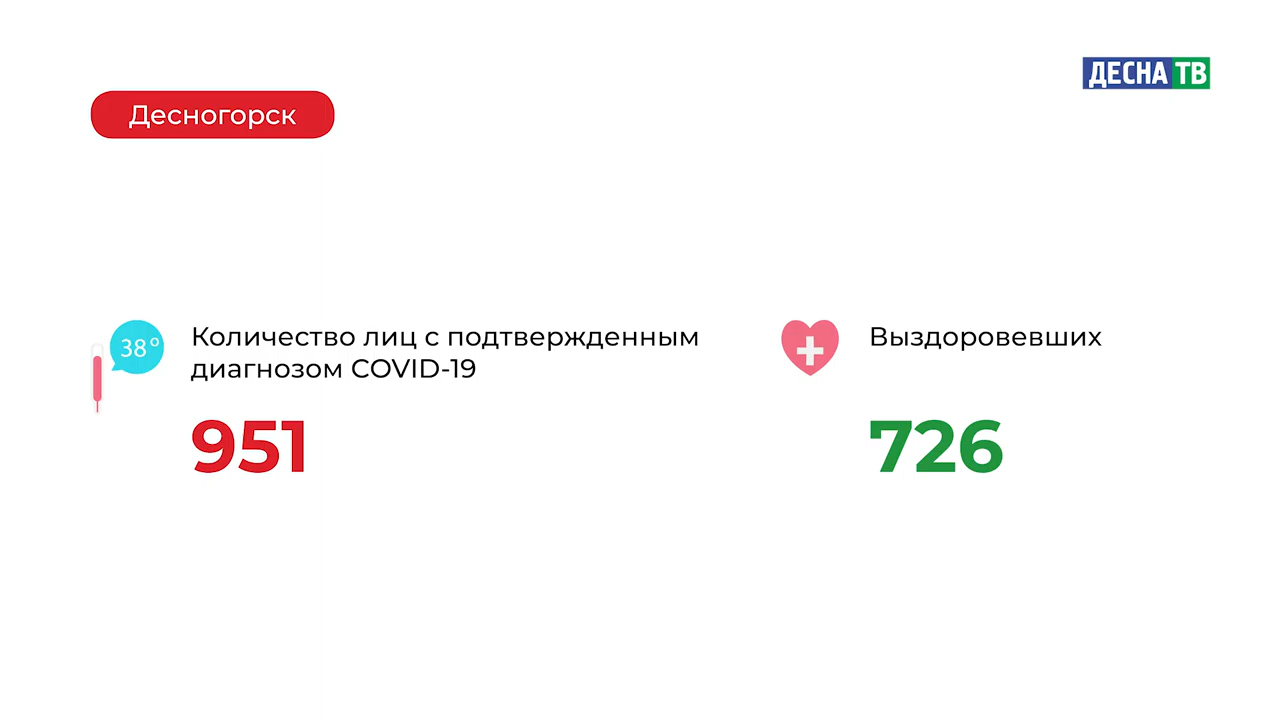 ДЕСНА ТВ
Десногорск
38°
Количество лиц с подтвержденным
диагнозом COVID-19
951
Выздоровевших
726